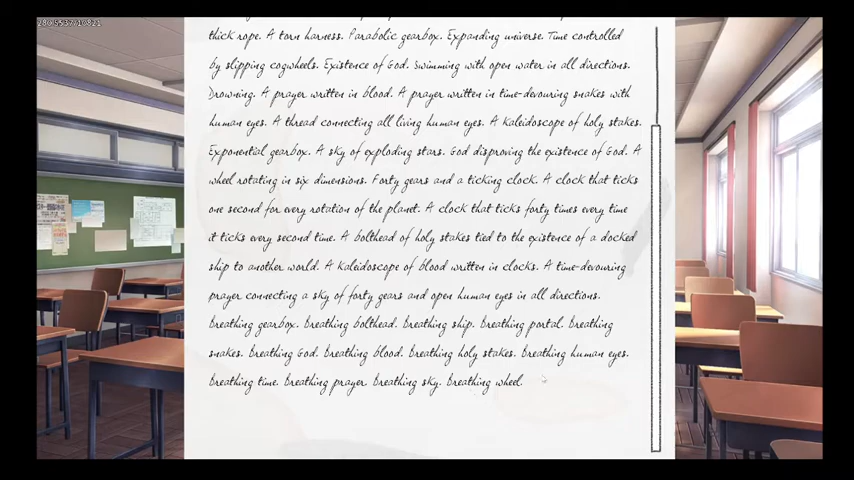 280/5537/10821
thick rope. A torn harness. Parabolic gearbox. Expanding universe. Time controlled
by slipping cogwheels. Existence of God. Swimming with open water in all directions.
Drowning. A prayer written in blood. A prayer written in time-devouring snakes with
human eyes. A thread connecting all living human eyes. A kaleidoscope of holy stakes.
Exponential gearbox. A sky of exploding stars. God disproving the existence of God. A
wheel rotating in six dimensions. Forty gears and a ticking clock. A clock that ticks
one second for every rotation of the planet. A clock that ticks forty times every time
it ticks every second time. A bolthead of holy stakes tied to the existence of a docked
ship to another world. A kaleidoscope of blood written in clocks. A time-devouring
prayer connecting a sky of forty gears and open human eyes in all directions.
Breathing gearbox. Breathing bolthead. Breathing ship. Breathing portal. Breathing
snakes. Breathing God. Breathing blood. Breathing holy stakes. Breathing human eyes.
Breathing time. Breathing prayer. Breathing sky. Breathing wheel.